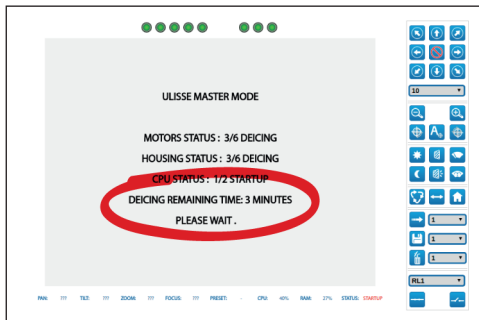 10
ULISSE MASTER MODE
MOTORS STATUS : 3/6 DEICING
HOUSING STATUS : 3/6 DEICING
CPU STATUS : 1/2 STARTUP
DEICING REMAINING TIME: 3 MINUTES
PLEASE WAIT .
A
1
1
1
RL1
PAN: ??? TILT: ??? ZOOM: ??? FOCUS: ??? PRESET: - CPU: 40% RAM: 27% STATUS: STARTUP